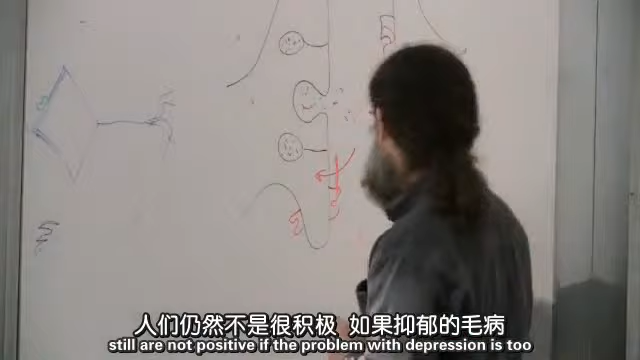 人们仍然不是很积极 如果抑郁的毛病
still are not positive if the problem with depression is too